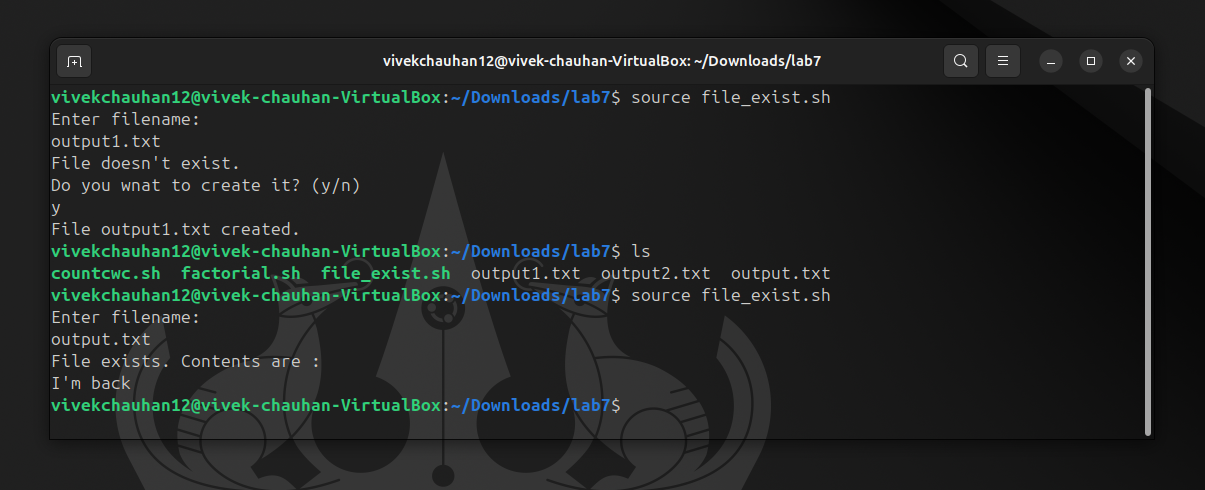 vivekchauhan12@vivek-chauhan-VirtualBox: ~/Downloads/lab7
vivekchauhan12@vivek-chauhan-VirtualBox:~/Downloads/lab7$ source file_exist.sh
Enter filename:
output1.txt
File doesn't exist.
Do you wnat to create it? (y/n)
y
File output1.txt created.
vivekchauhan12@vivek-chauhan-VirtualBox:~/Downloads/lab7$ ls
countcwc.sh  factorial.sh  file_exist.sh  output1.txt  output2.txt  output.txt
vivekchauhan12@vivek-chauhan-VirtualBox:~/Downloads/lab7$ source file_exist.sh
Enter filename:
output.txt
File exists. Contents are :
I'm back
vivekchauhan12@vivek-chauhan-VirtualBox:~/Downloads/lab7$